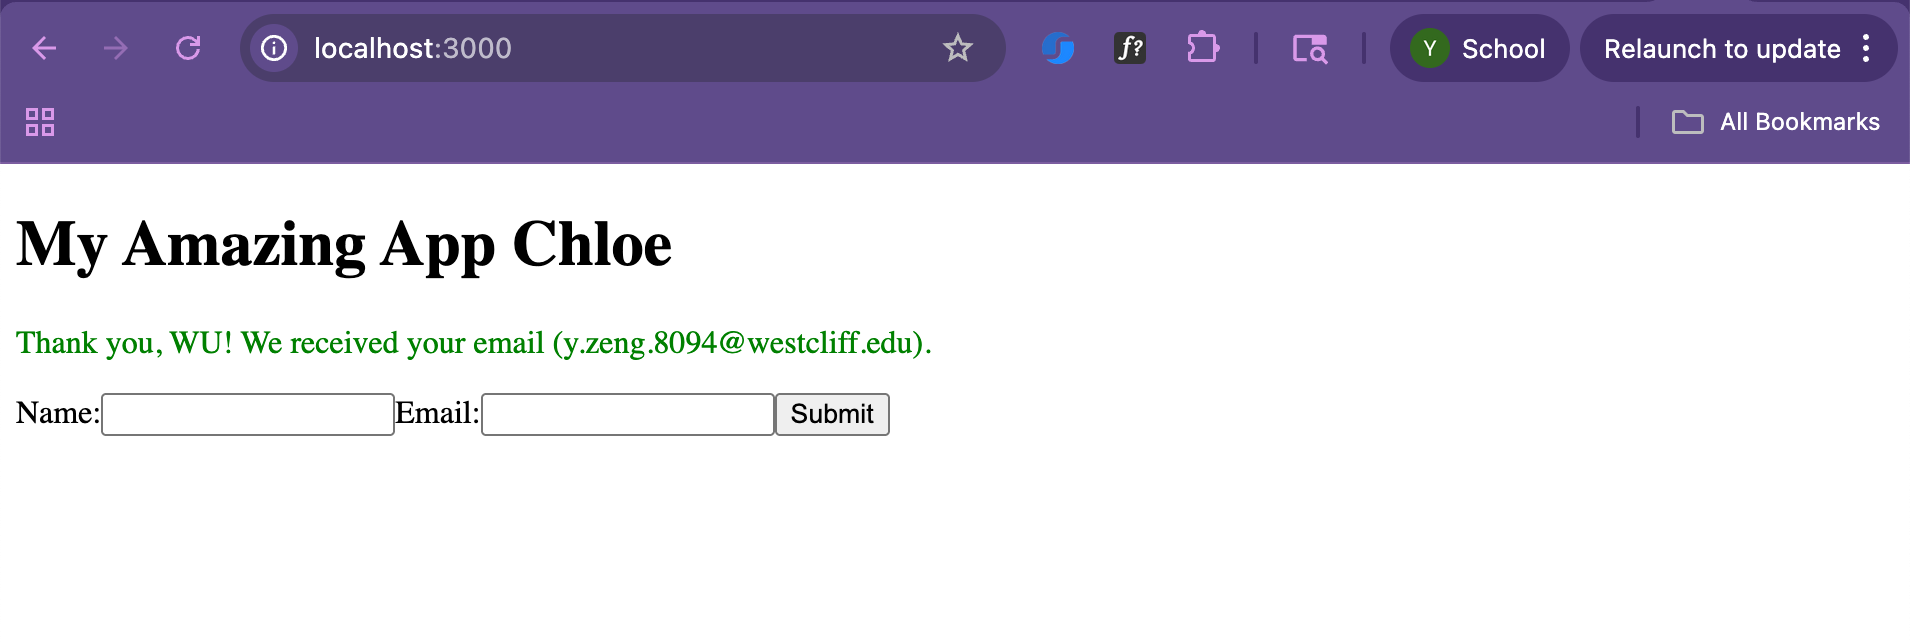 localhost:3000
f?
Y School
Relaunch to update
All Bookmarks
My Amazing App Chloe
Thank you, WU! We received your email (y.zeng.8094@westcliff.edu).
Name: Email: Submit